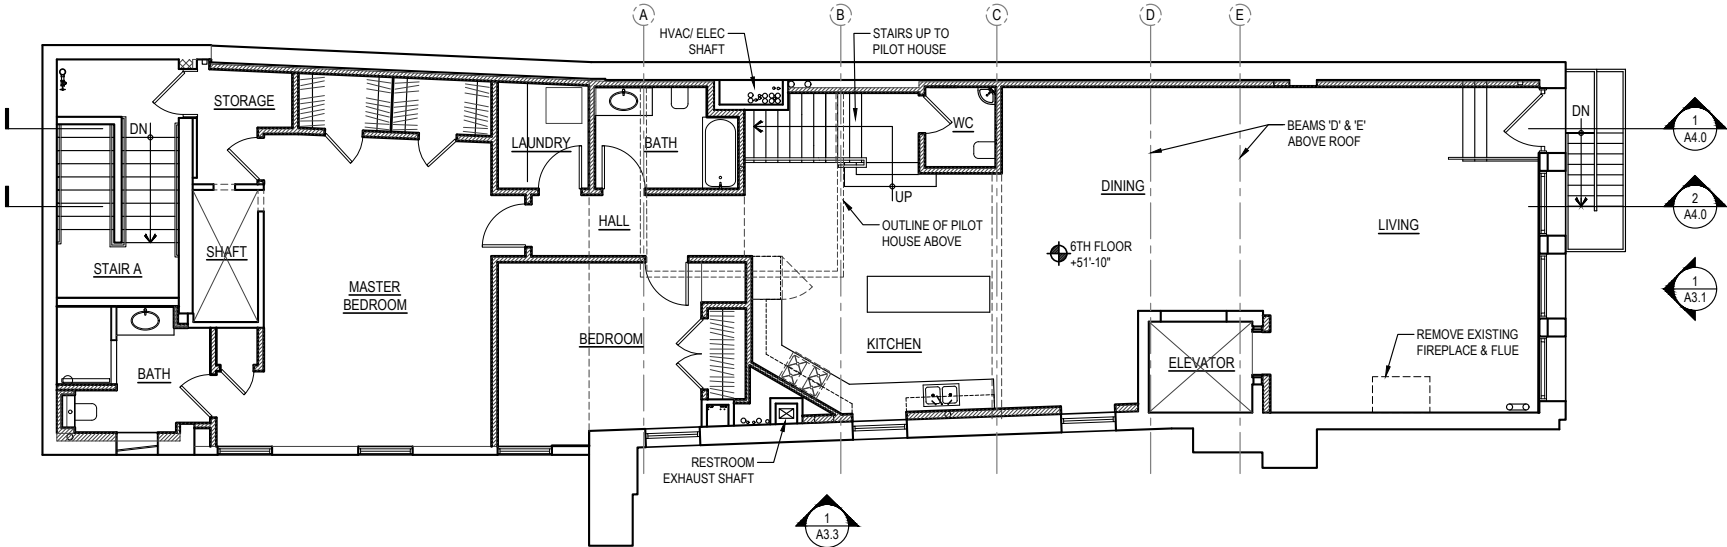 A
B
C
D
E
HVAC/ ELEC
SHAFT
STAIRS UP TO
PILOT HOUSE
STORAGE
DN
LAUNDRY
BATH
WC
BEAMS 'D' & 'E'
ABOVE ROOF
DN
1
A4.0
2
A4.0
1
A3.1
UP
DINING
HALL
OUTLINE OF PILOT
HOUSE ABOVE
LIVING
SHAFT
STAIR A
6TH FLOOR
+51'-10"
MASTER
BEDROOM
BEDROOM
KITCHEN
REMOVE EXISTING
FIREPLACE & FLUE
ELEVATOR
BATH
RESTROOM
EXHAUST SHAFT
1
A3.3